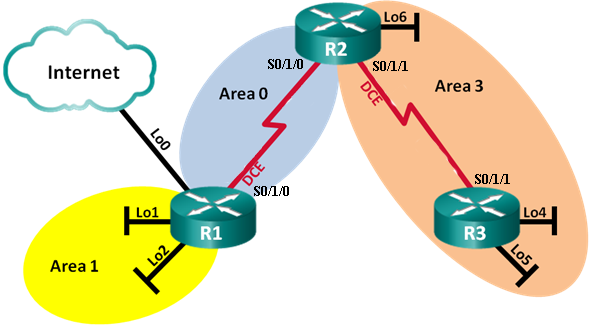 Lo6
R2
Internet
S0/1/0
S0/1/1
Area 0
DCE
Area 3
Lo0
DCE
S0/1/0
S0/1/1
Lo1
R1
Lo2
Area 1
Lo4
R3
Lo5